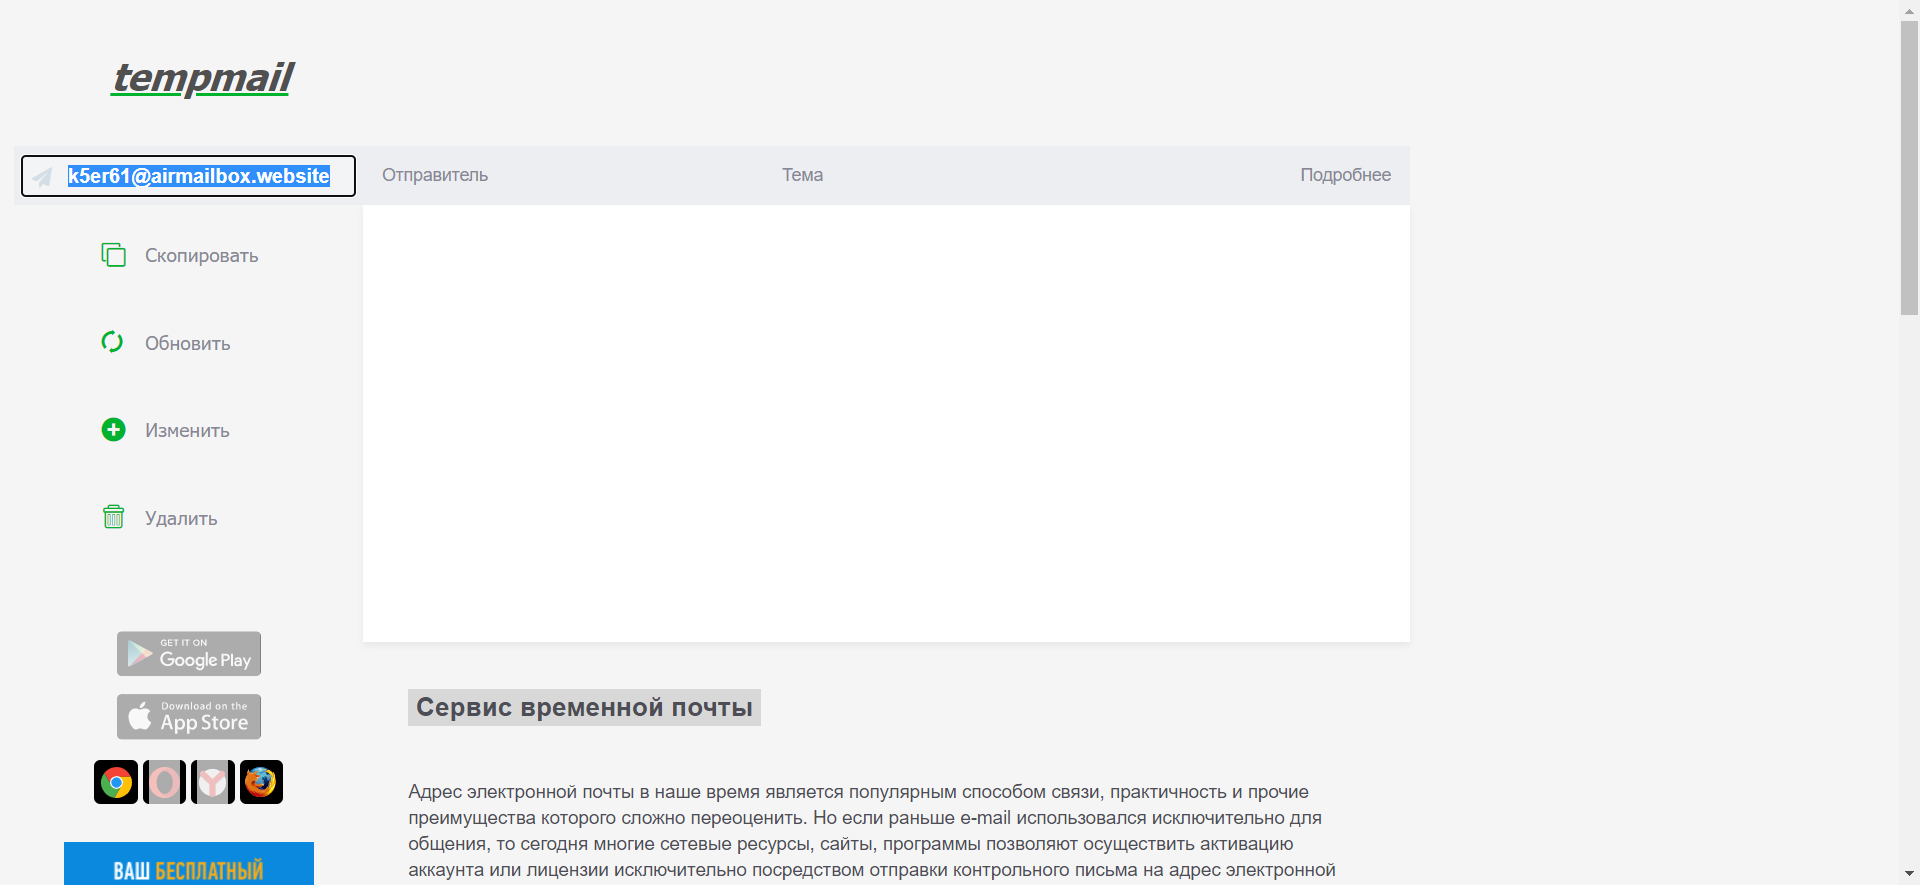 tempmail
k5er61@airmailbox.website
Отправитель
Тема
Подробнее
Скопировать
Обновить
Изменить
Удалить
GET IT ON
Google Play
Download on the
App Store
ВАШ БЕСПЛАТНЫЙ
Сервис временной почты
Адрес электронной почты в наше время является популярным способом связи, практичность и прочие
преимущества которого сложно переоценить. Но если раньше e-mail использовался исключительно для
общения, то сегодня многие сетевые ресурсы, сайты, программы позволяют осуществить активацию
аккаунта или лицензии исключительно посредством отправки контрольного письма на адрес электронной